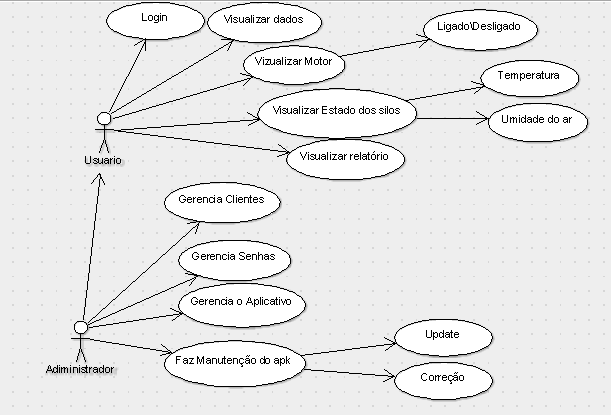 Login
Visualizar dados
Ligado\Desligado
Vizualizar Motor
Temperatura
Visualizar Estado dos silos
Umidade do ar
Visualizar relatório
Usuario
Gerencia Clientes
Gerencia Senhas
Gerencia o Aplicativo
Update
Faz Manutenção do apk
Adiministrador
Correção